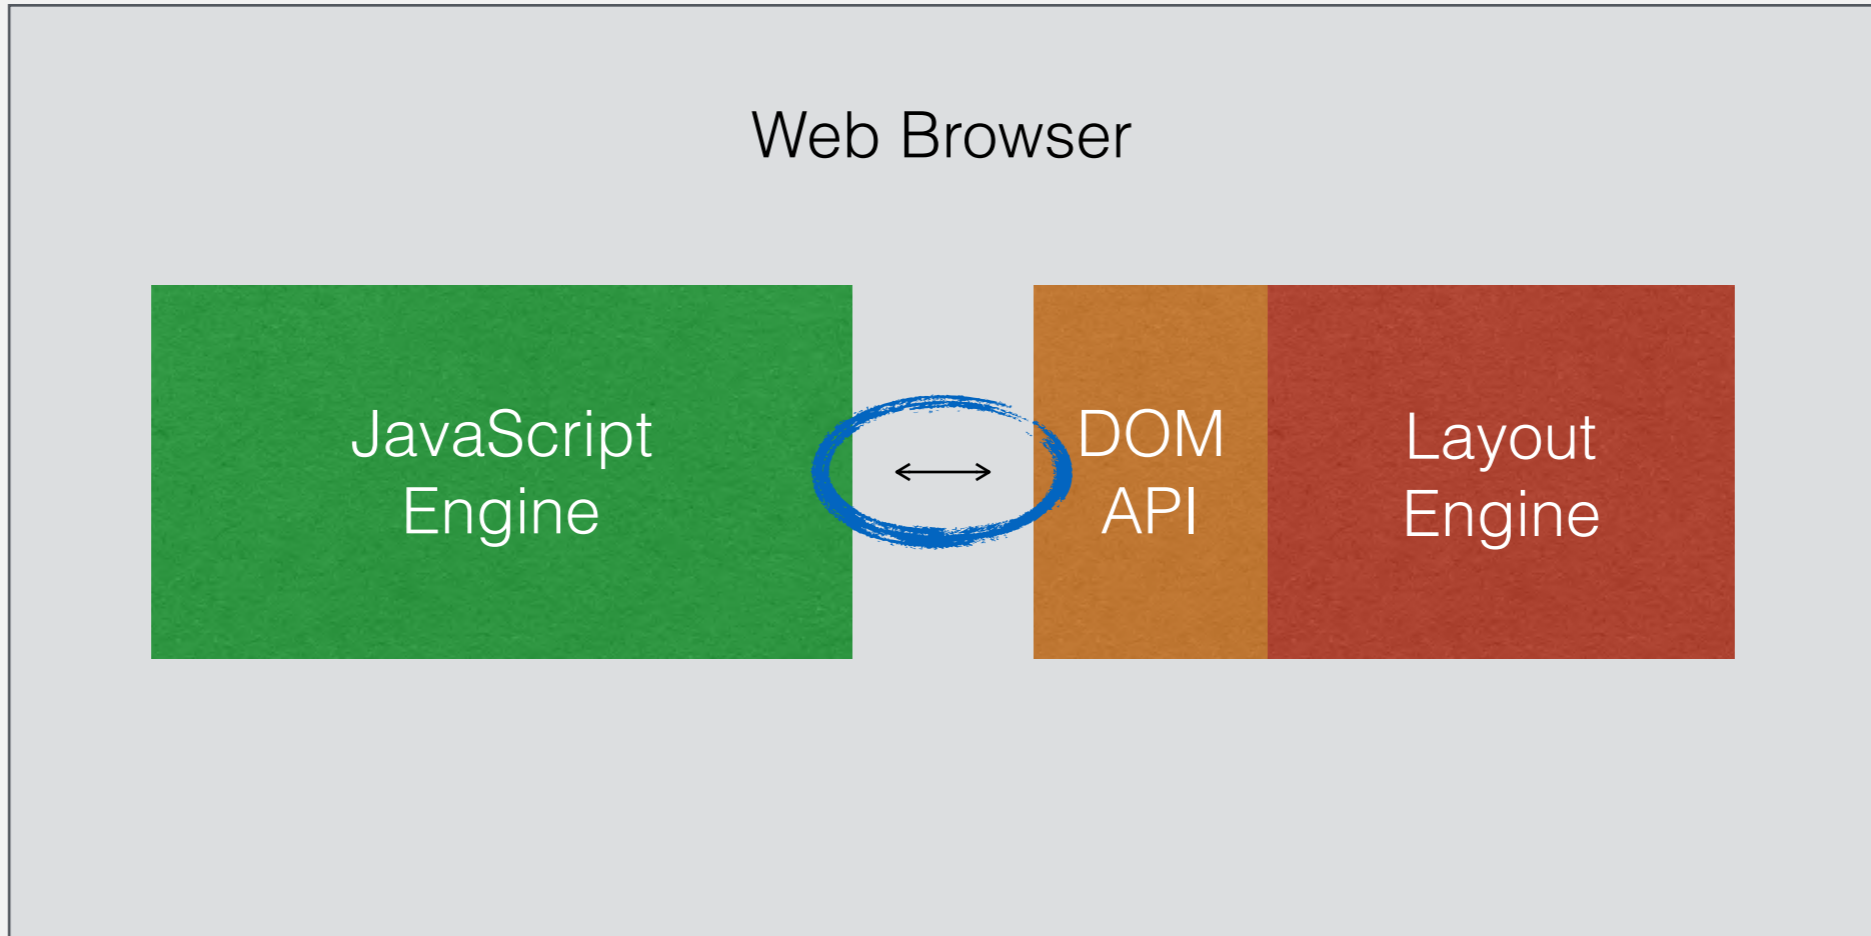 Web Browser
JavaScript
Engine
DOM
API
Layout
Engine